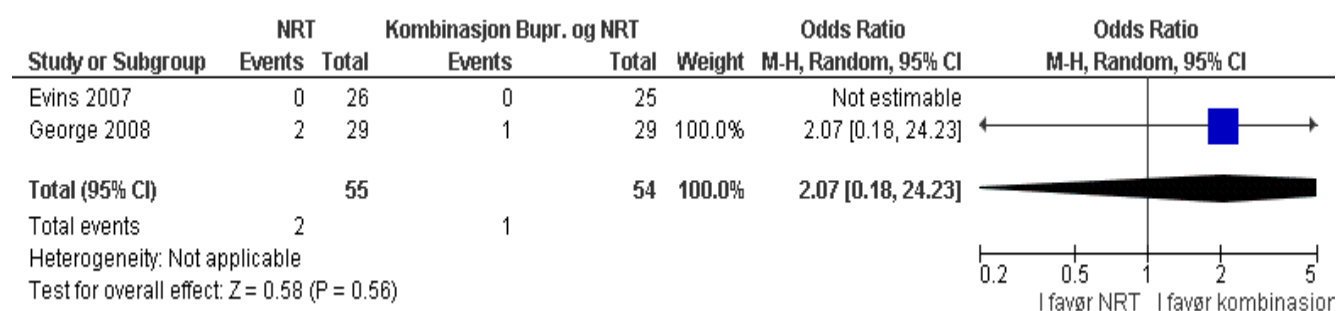 NRT Kombinasjon Bupr. og NRT Odds Ratio Odds Ratio
Study or Subgroup Events Total Events Total Weight M-H, Random, 95% CI M-H, Random, 95% CI
Evins 2007 0 26 0 25 Not estimable
George 2008 2 29 1 29 100.0% 2.07 [0.18, 24.23]
Total (95% CI) 55 54 100.0% 2.07 [0.18, 24.23]
Total events 2 1
Heterogeneity: Not applicable
Test for overall effect: Z = 0.58 (P = 0.56)
0.2 0.5 1 2 5
I favør NRT I favør kombinasjon